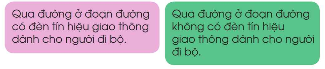 Qua đường ở đoạn đường
có đèn tín hiệu giao thông
dành cho người đi bộ.
Qua đường ở đoạn đường
không có đèn tín hiệu
giao thông dành cho người
đi bộ.